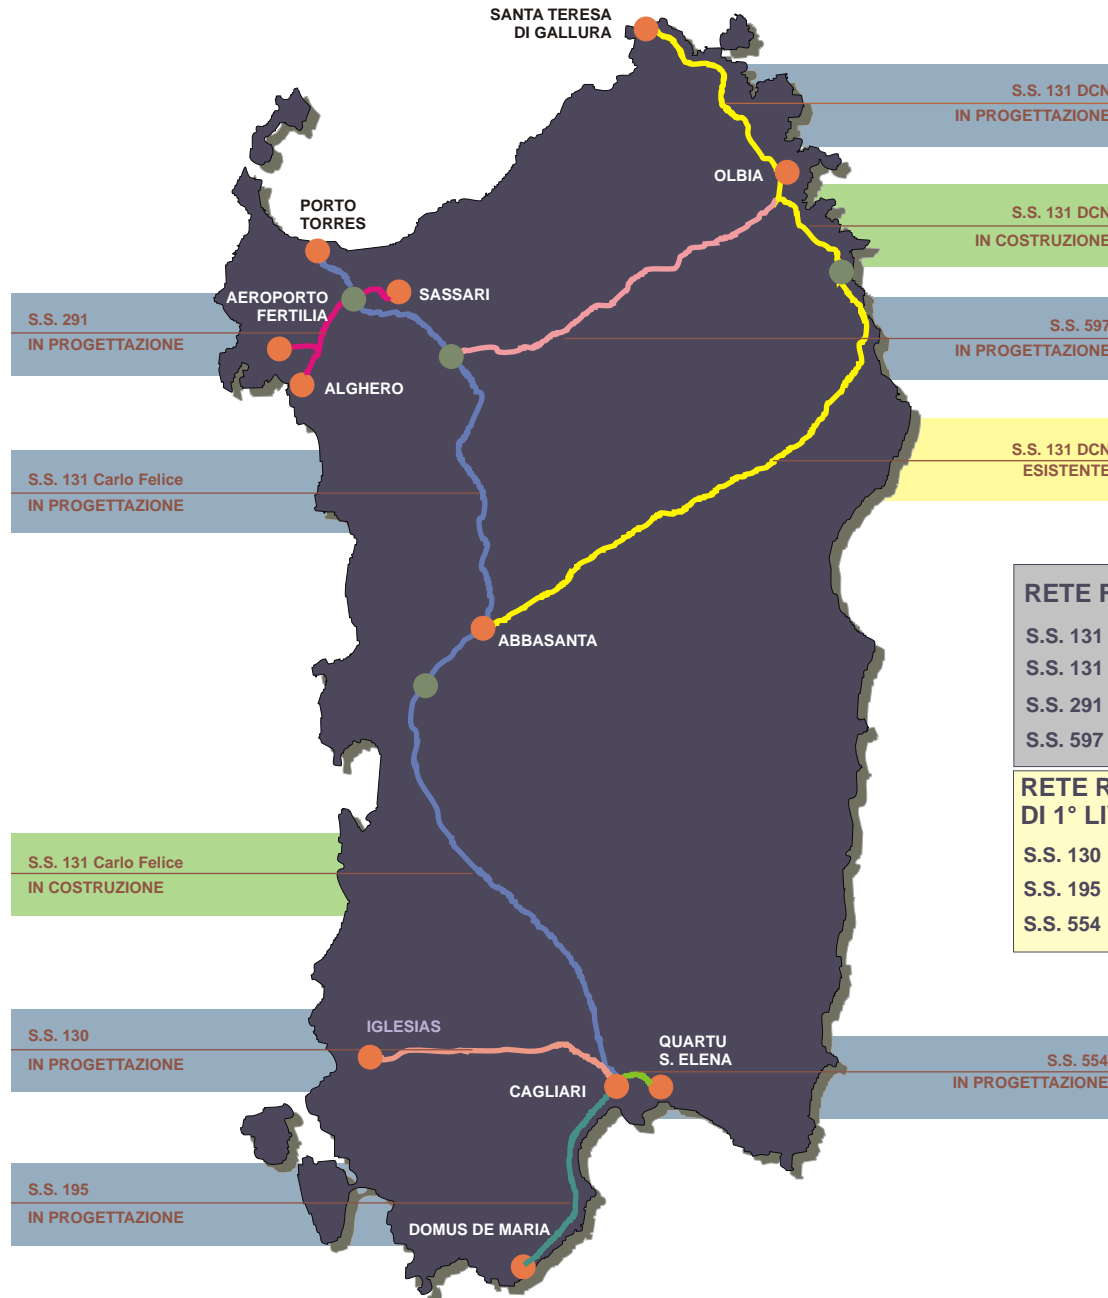 SANTA TERESA
DI GALLURA
S.S. 131 DCN
IN PROGETTAZIONE
OLBIA
PORTO
TORRES
S.S. 131 DCN
IN COSTRUZIONE
AEROPORTO
FERTILIA
SASSARI
S.S. 291
IN PROGETTAZIONE
S.S. 597
IN PROGETTAZIONE
ALGHERO
S.S. 131 DCN
ESISTENTE
S.S. 131 Carlo Felice
IN PROGETTAZIONE
RETE
S.S. 131
S.S. 131
S.S. 291
S.S. 597
ABBASANTA
RETE
DI 1°
S.S. 130
S.S. 195
S.S. 554
S.S. 131 Carlo Felice
IN COSTRUZIONE
IGLESIAS
S.S. 130
IN PROGETTAZIONE
QUARTU
S. ELENA
S.S. 554
IN PROGETTAZIONE
CAGLIARI
S.S. 195
IN PROGETTAZIONE
DOMUS DE MARIA